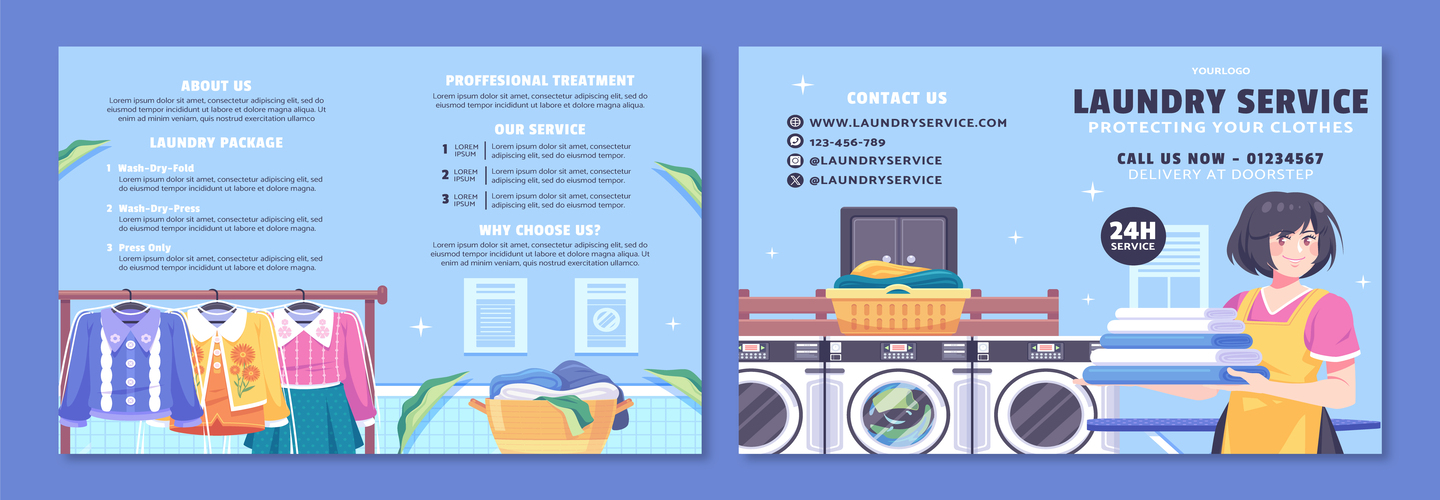 ABOUT US
Lorem ipsum dolor sit amet, consectetur adipiscing elit, sed do
eiusmod tempor incididunt ut labore et dolore magna aliqua. Ut
enim ad minim veniam, quis nostrud exercitation ullamco
LAUNDRY PACKAGE
1 Wash-Dry-Fold
Lorem ipsum dolor sit amet, consectetur adipiscing elit, sed
do eiusmod tempor incididunt ut labore et dolore magna.
2 Wash-Dry-Press
Lorem ipsum dolor sit amet, consectetur adipiscing elit, sed
do eiusmod tempor incididunt ut labore et dolore magna.
3 Press Only
Lorem ipsum dolor sit amet, consectetur adipiscing elit, sed
do eiusmod tempor incididunt ut labore et dolore magna.
PROFFESIONAL TREATMENT
Lorem ipsum dolor sit amet, consectetur adipiscing elit, sed do
eiusmod tempor incididunt ut labore et dolore magna aliqua.
OUR SERVICE
1 LOREM IPSUM
Lorem ipsum dolor sit amet, consectetur
adipiscing elit, sed do eiusmod tempor.
2 LOREM IPSUM
Lorem ipsum dolor sit amet, consectetur
adipiscing elit, sed do eiusmod tempor.
3 LOREM IPSUM
Lorem ipsum dolor sit amet, consectetur
adipiscing elit, sed do eiusmod tempor.
WHY CHOOSE US?
Lorem ipsum dolor sit amet, consectetur adipiscing elit, sed do
eiusmod tempor incididunt ut labore et dolore magna aliqua. Ut
enim ad minim veniam, quis nostrud exercitation ullamco.
CONTACT US
WWW.LAUNDRYSERVICE.COM
123-456-789
@LAUNDRYSERVICE
@LAUNDRYSERVICE
YOURLOGO
LAUNDRY SERVICE
PROTECTING YOUR CLOTHES
CALL US NOW - 01234567
DELIVERY AT DOORSTEP
24H
SERVICE